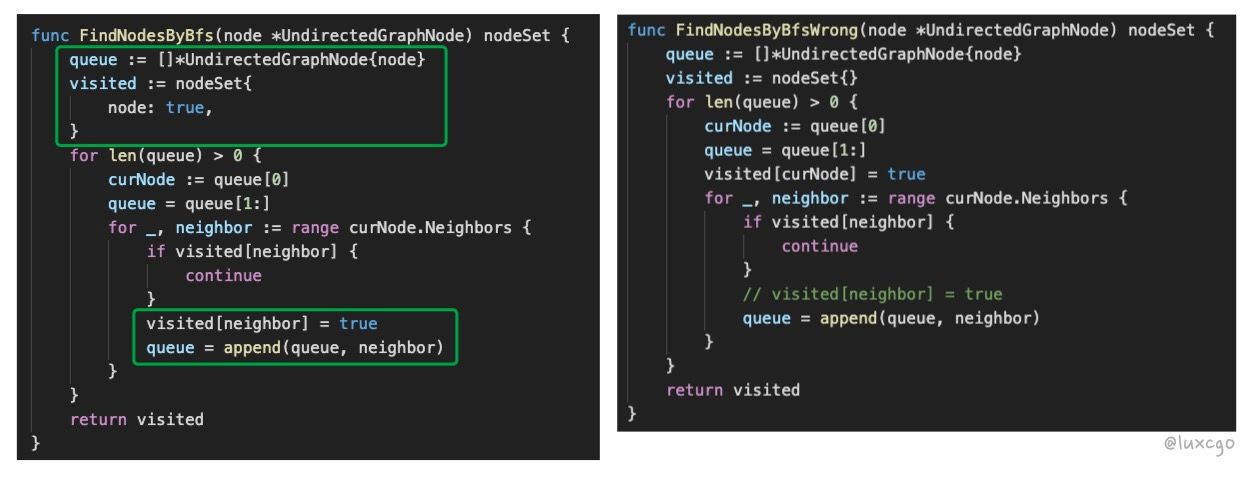 func FindNodesByBfs(node *UndirectedGraphNode) nodeSet {
queue := []*UndirectedGraphNode{node}
visited := nodeSet{
node: true,
}
for len(queue) > 0 {
curNode := queue[0]
queue = queue[1:]
for _, neighbor := range curNode.Neighbors {
if visited[neighbor] {
continue
}
visited[neighbor] = true
queue = append(queue, neighbor)
}
}
return visited
}
func FindNodesByBfsWrong(node *UndirectedGraphNode) nodeSet {
queue := []*UndirectedGraphNode{node}
visited := nodeSet{}
for len(queue) > 0 {
curNode := queue[0]
queue = queue[1:]
visited[curNode] = true
for _, neighbor := range curNode.Neighbors {
if visited[neighbor] {
continue
}
// visited[neighbor] = true
queue = append(queue, neighbor)
}
}
return visited
}
@luxcgo